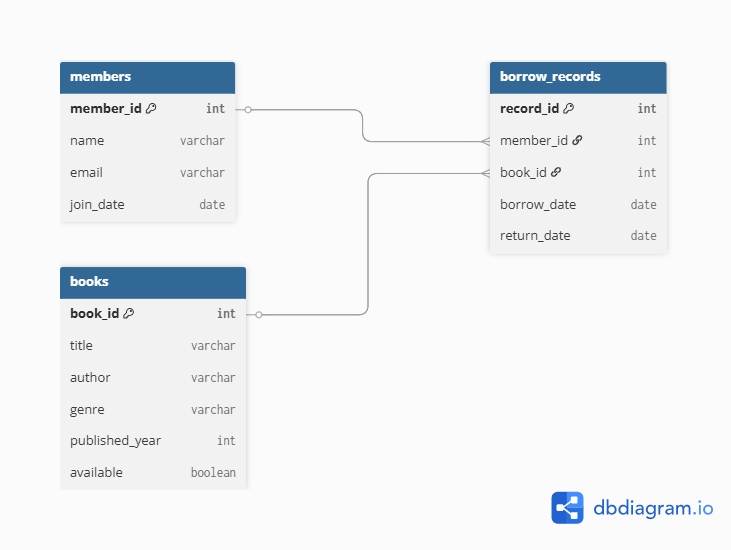 members
member_id int
name varchar
email varchar
join_date date
borrow_records
record_id int
member_id int
book_id int
borrow_date date
return_date date
books
book_id int
title varchar
author varchar
genre varchar
published_year int
available boolean
dbdiagram.io